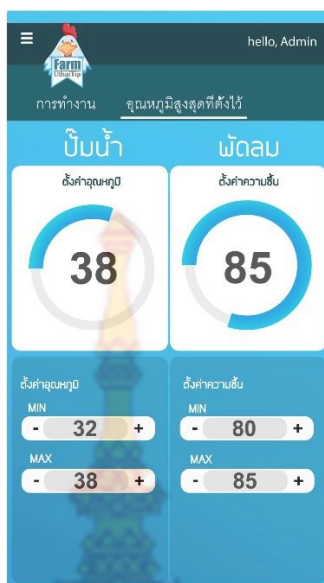 hello, Admin
Farm
การทำงาน อุณหภูมิสูงสุดที่ตั้งไว้
ปั๊มน้ำ พัดลม
ตั้งค่าอุณหภูมิ ตั้งค่าความชื้น
38 85
ตั้งค่าอุณหภูมิ ตั้งค่าความชื้น
MIN MIN
- 32 + - 80 +
MAX MAX
- 38 + - 85 +